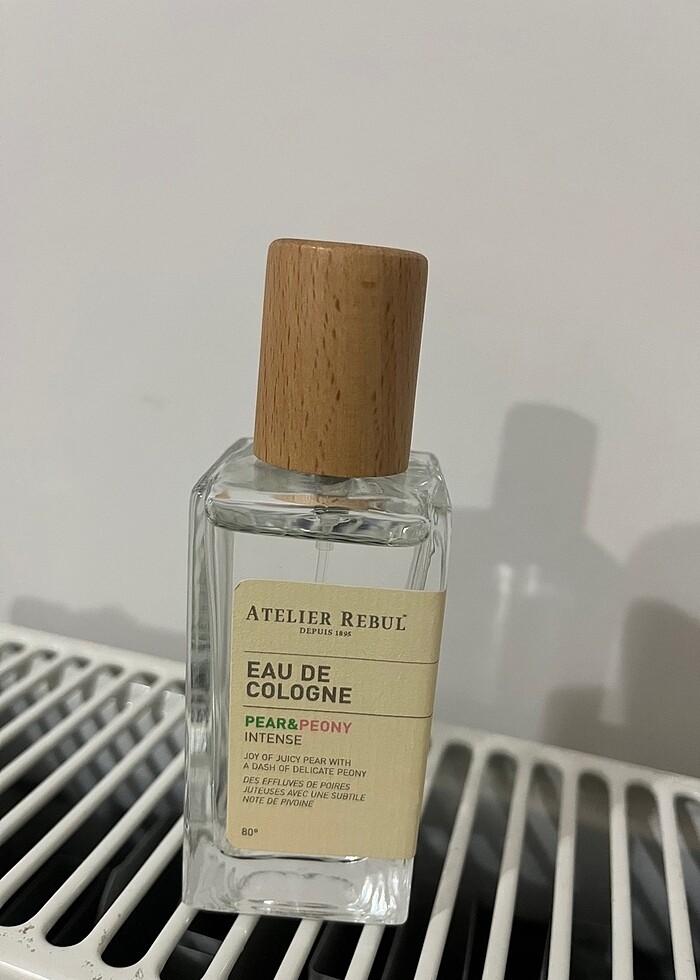 ATELIER REBUL™
DEPUIS 1895
EAU DE
COLOGNE
PEAR&PEONY
INTENSE
JOY OF JUICY PEAR WITH
A DASH OF DELICATE PEONY
DES EFFLUVES DE POIRES
JUTEUSES AVEC UNE SUBTILE
NOTE DE PIVOINE
80°